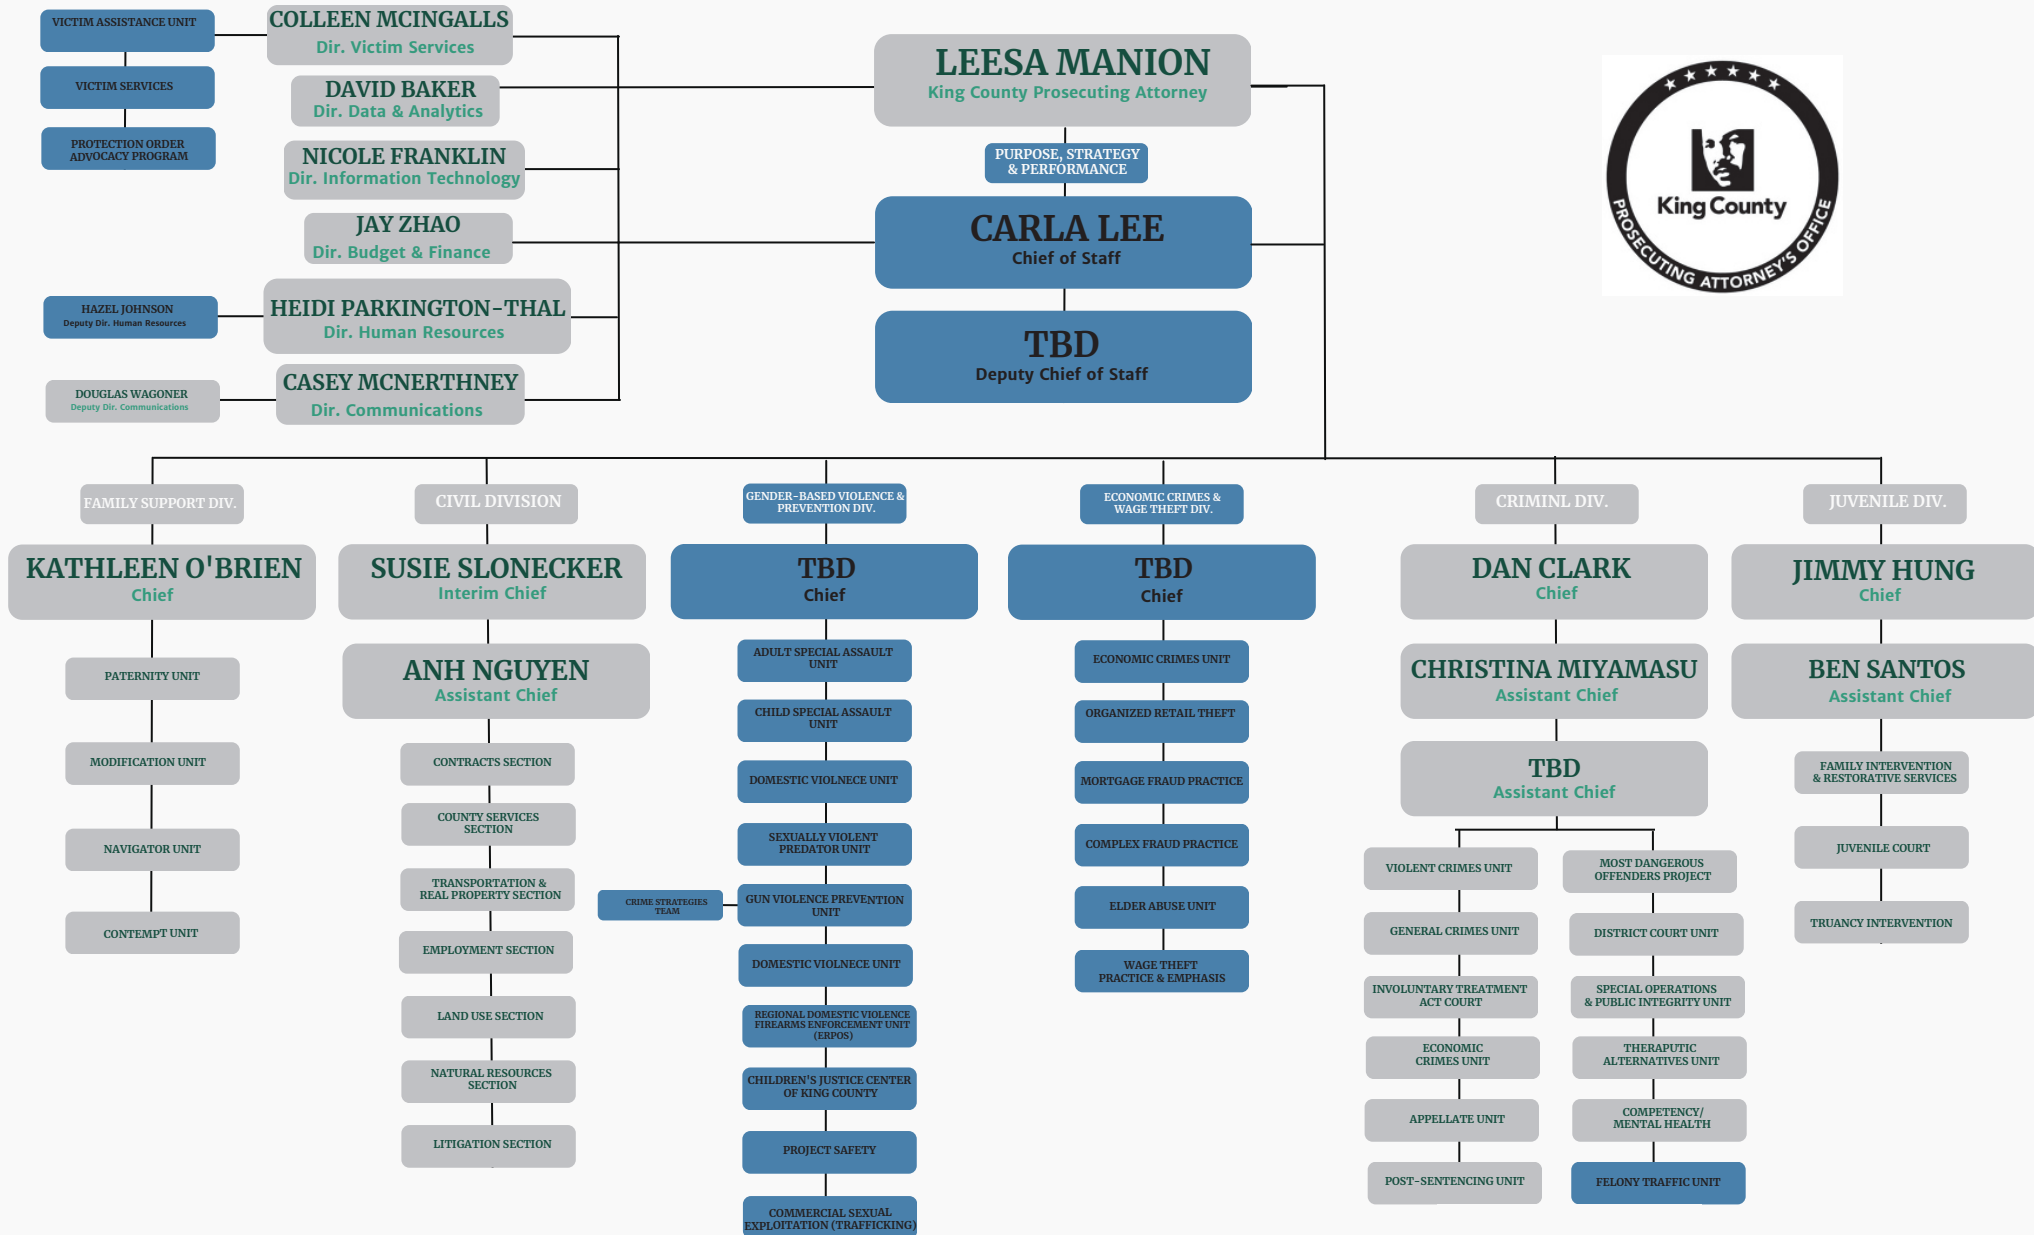 VICTIM ASSISTANCE UNIT
VICTIM SERVICES
PROTECTION ORDER
ADVOCACY PROGRAM
COLLEEN MCINGALLS
Dir. Victim Services
DAVID BAKER
Dir. Data & Analytics
NICOLE FRANKLIN
Dir. Information Technology
JAY ZHAO
Dir. Budget & Finance
HAZEL JOHNSON
Deputy Dir. Human Resources
HEIDI PARKINGTON-THAL
Dir. Human Resources
DOUGLAS WAGONER
Deputy Dir. Communications
CASEY MCNERTHNEY
Dir. Communications
LEESA MANION
King County Prosecuting Attorney
PURPOSE, STRATEGY
& PERFORMANCE
CARLA LEE
Chief of Staff
TBD
Deputy Chief of Staff
King County
PROSECUTING ATTORNEY'S OFFICE
FAMILY SUPPORT DIV.
KATHLEEN O'BRIEN
Chief
PATERNITY UNIT
MODIFICATION UNIT
NAVIGATOR UNIT
CONTEMPT UNIT
CIVIL DIVISION
SUSIE SLONECKER
Interim Chief
ANH NGUYEN
Assistant Chief
CONTRACTS SECTION
COUNTY SERVICES
SECTION
TRANSPORTATION &
REAL PROPERTY SECTION
EMPLOYMENT SECTION
LAND USE SECTION
NATURAL RESOURCES
SECTION
LITIGATION SECTION
GENDER-BASED VIOLENCE &
PREVENTION DIV.
TBD
Chief
ADULT SPECIAL ASSAULT
UNIT
CHILD SPECIAL ASSAULT
UNIT
DOMESTIC VIOLNECE UNIT
SEXUALLY VIOLENT
PREDATOR UNIT
CRIME STRATEGIES
TEAM
GUN VIOLENCE PREVENTION
UNIT
DOMESTIC VIOLNECE UNIT
REGIONAL DOMESTIC VIOLENCE
FIREARMS ENFORCEMENT UNIT
(ERPOS)
CHILDREN'S JUSTICE CENTER
OF KING COUNTY
PROJECT SAFETY
COMMERCIAL SEXUAL
EXPLOITATION (TRAFFICKING)
ECONOMIC CRIMES &
WAGE THEFT DIV.
TBD
Chief
ECONOMIC CRIMES UNIT
ORGANIZED RETAIL THEFT
MORTGAGE FRAUD PRACTICE
COMPLEX FRAUD PRACTICE
ELDER ABUSE UNIT
WAGE THEFT
PRACTICE & EMPHASIS
CRIMINL DIV.
DAN CLARK
Chief
CHRISTINA MIYAMASU
Assistant Chief
TBD
Assistant Chief
VIOLENT CRIMES UNIT
GENERAL CRIMES UNIT
INVOLUNTARY TREATMENT
ACT COURT
ECONOMIC
CRIMES UNIT
APPELLATE UNIT
POST-SENTENCING UNIT
MOST DANGEROUS
OFFENDERS PROJECT
DISTRICT COURT UNIT
SPECIAL OPERATIONS
& PUBLIC INTEGRITY UNIT
THERAPUTIC
ALTERNATIVES UNIT
COMPETENCY/
MENTAL HEALTH
FELONY TRAFFIC UNIT
JUVENILE DIV.
JIMMY HUNG
Chief
BEN SANTOS
Assistant Chief
FAMILY INTERVENTION
& RESTORATIVE SERVICES
JUVENILE COURT
TRUANCY INTERVENTION